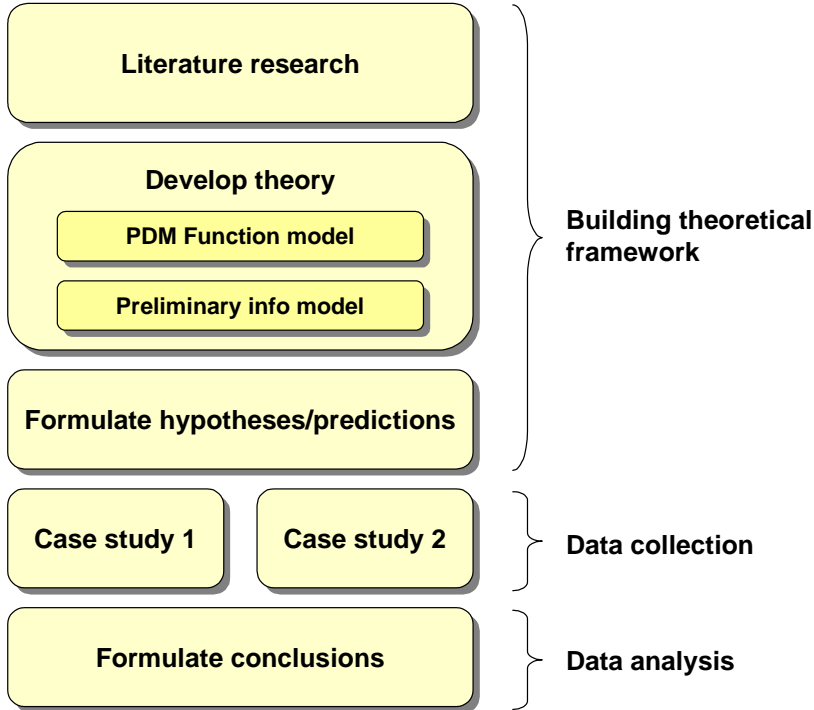 Literature research
Develop theory
PDM Function model
Preliminary info model
Building theoretical
framework
Formulate hypotheses/predictions
Case study 1
Case study 2
Data collection
Formulate conclusions
Data analysis